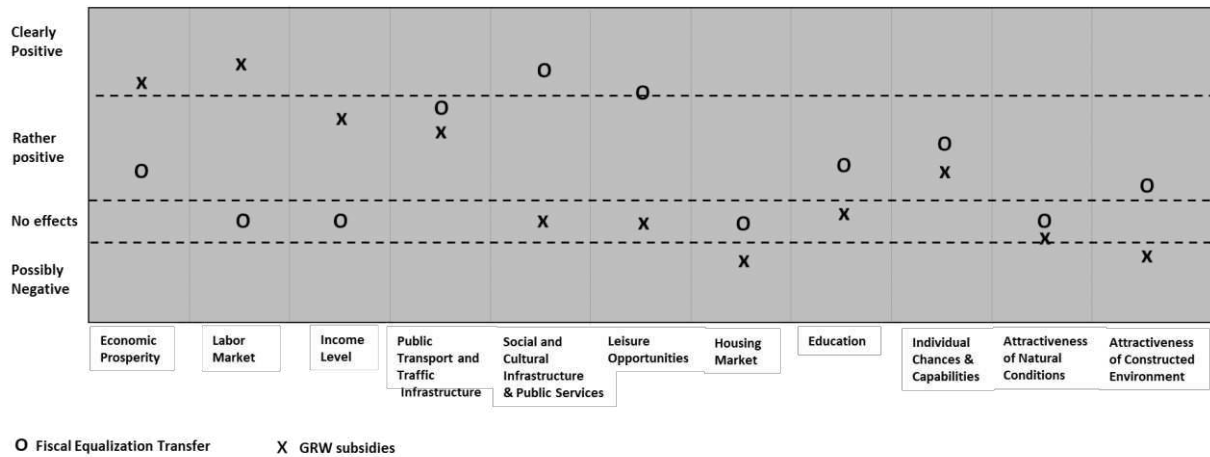 Clearly
Positive
Rather
positive
No effects
Possibly
Negative
X
X
X
O
X
O
O
O
O
X
O
O
X
X
O
X
O
X
O
X
O
X
O
X
Economic
Prosperity
Labor
Market
Income
Level
Public
Transport and
Traffic
Infrastructure
Social and
Cultural
Infrastructure
& Public Services
Leisure
Opportunities
Housing
Market
Education
Individual
Chances &
Capabilities
Attractiveness
of Natural
Conditions
Attractiveness
of Constructed
Environment
O Fiscal Equalization Transfer
X GRW subsidies